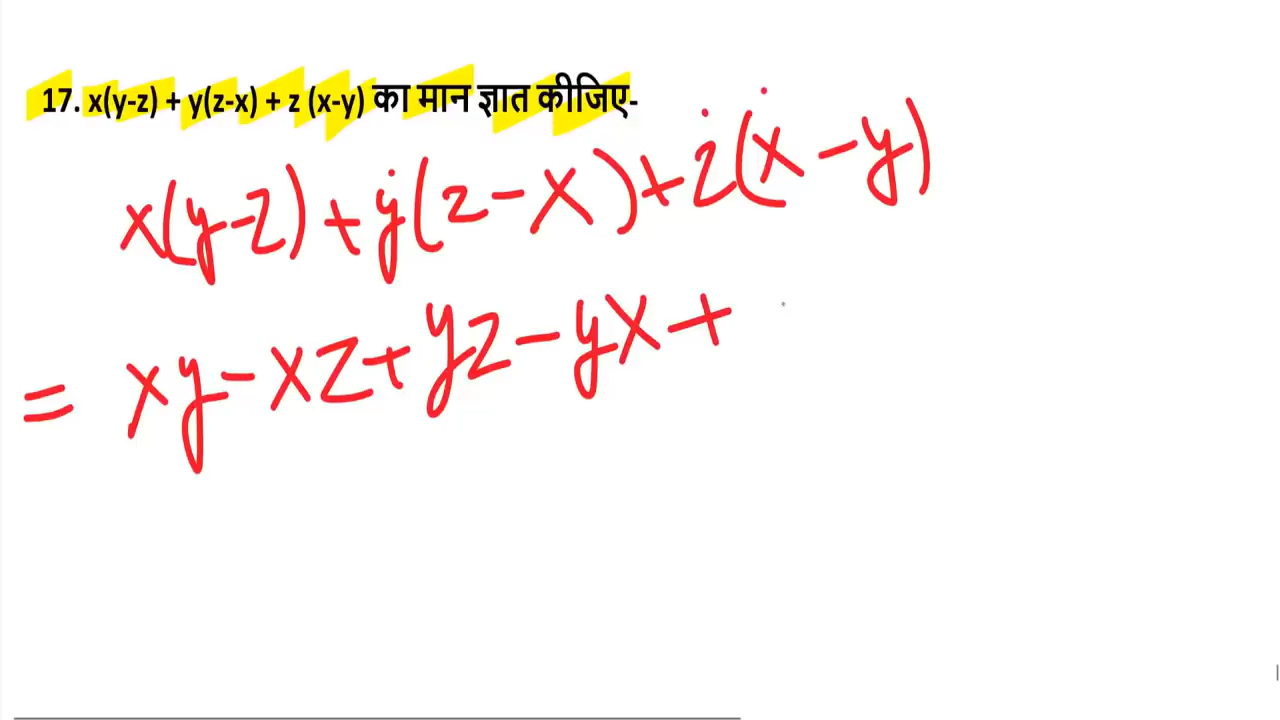 17. x(y-z) + y(z-x) + z (x-y) का मान ज्ञात कीजिए-
x(y-z)+y(z-x)+z(x-y)
= xy-xz+yz-yx+